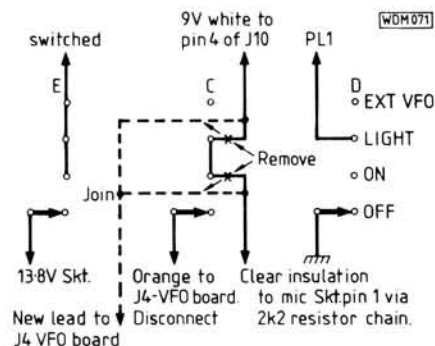 9V white to
pin 4 of J10
WDM071
switched
PL1
E
C
D
EXT VFO
LIGHT
Remove
ON
Join
OFF
13·8V Skt.
Orange to
J4-VFO board.
Disconnect
Clear insulation
to mic Skt.pin 1 via
2k2 resistor chain.
New lead to
J4 VFO board